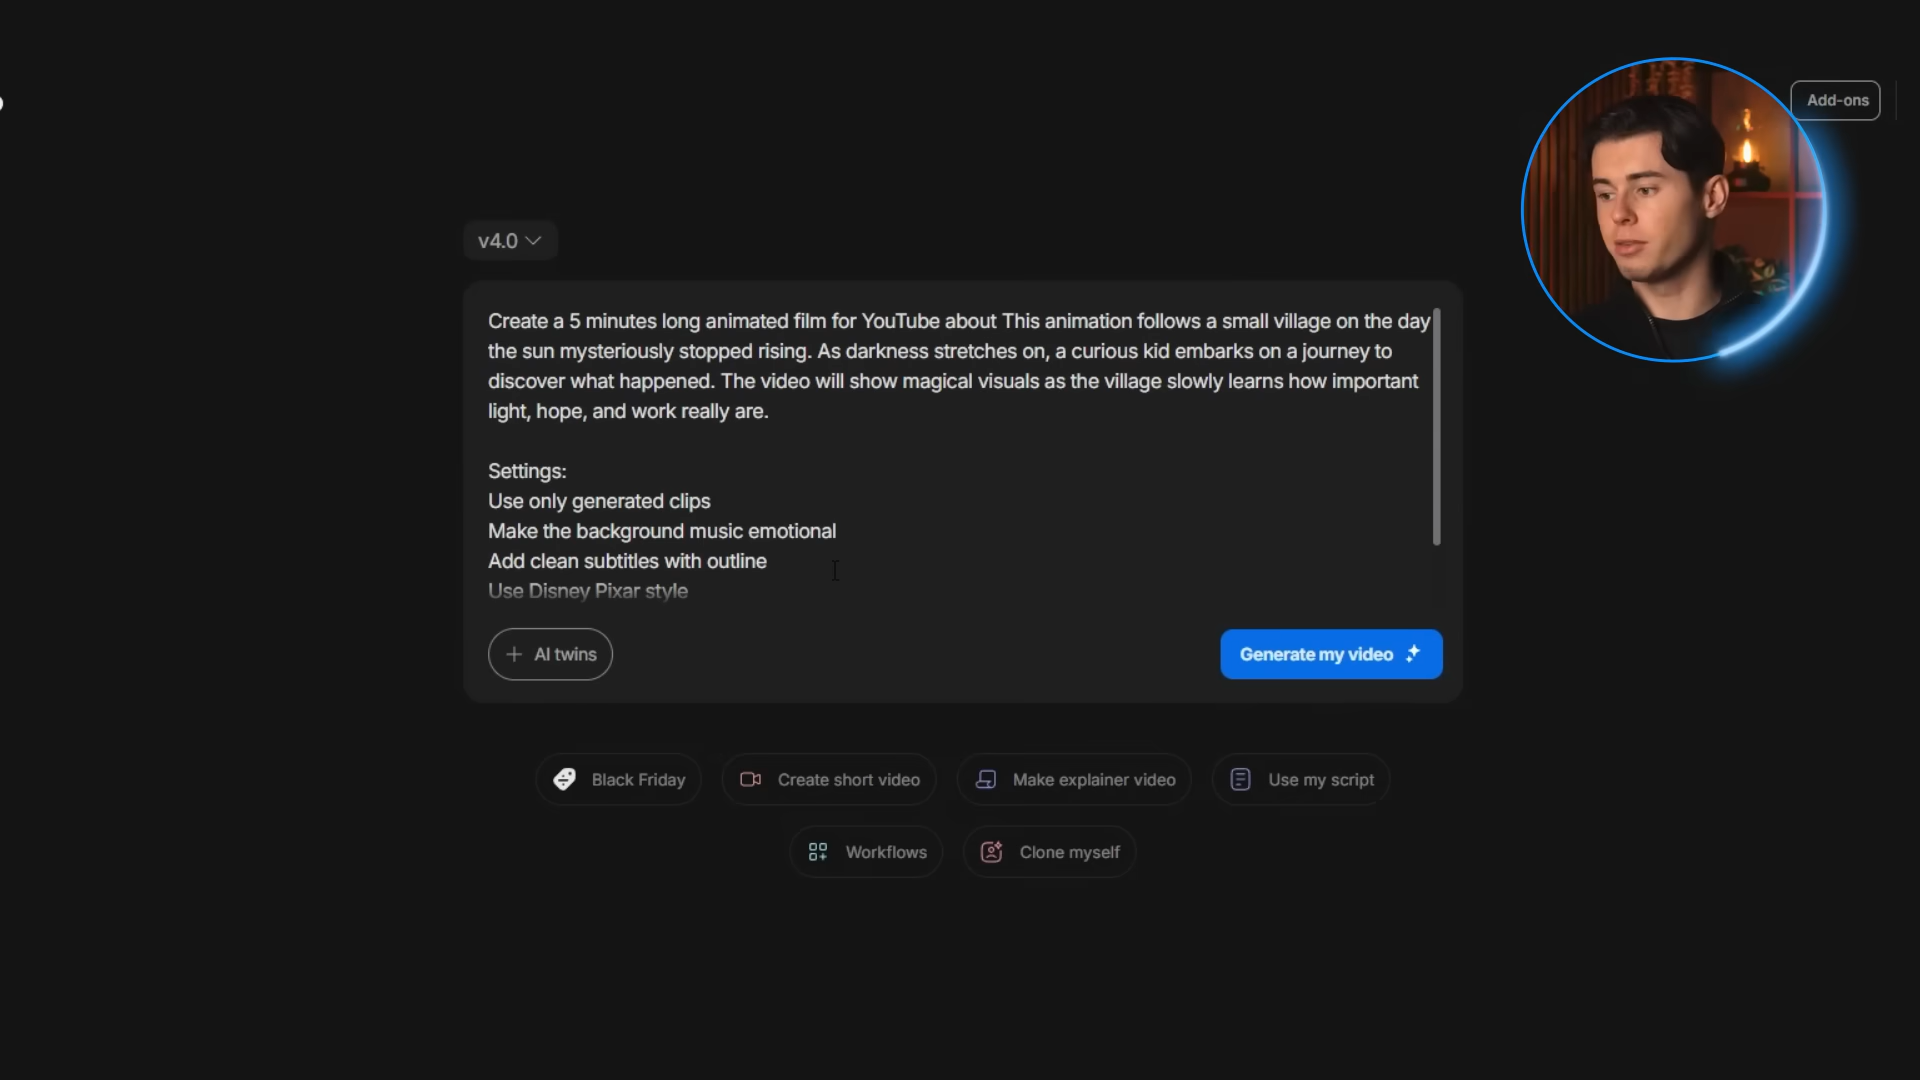 Add-ons
v4.0
Create a 5 minutes long animated film for YouTube about This animation follows a small village on the day
the sun mysteriously stopped rising. As darkness stretches on, a curious kid embarks on a journey to
discover what happened. The video will show magical visuals as the village slowly learns how important
light, hope, and work really are.
Settings:
Use only generated clips
Make the background music emotional
Add clean subtitles with outline
Use Disney Pixar style
AI twins
Generate my video
Black Friday
Create short video
Make explainer video
Use my script
Workflows
Clone myself